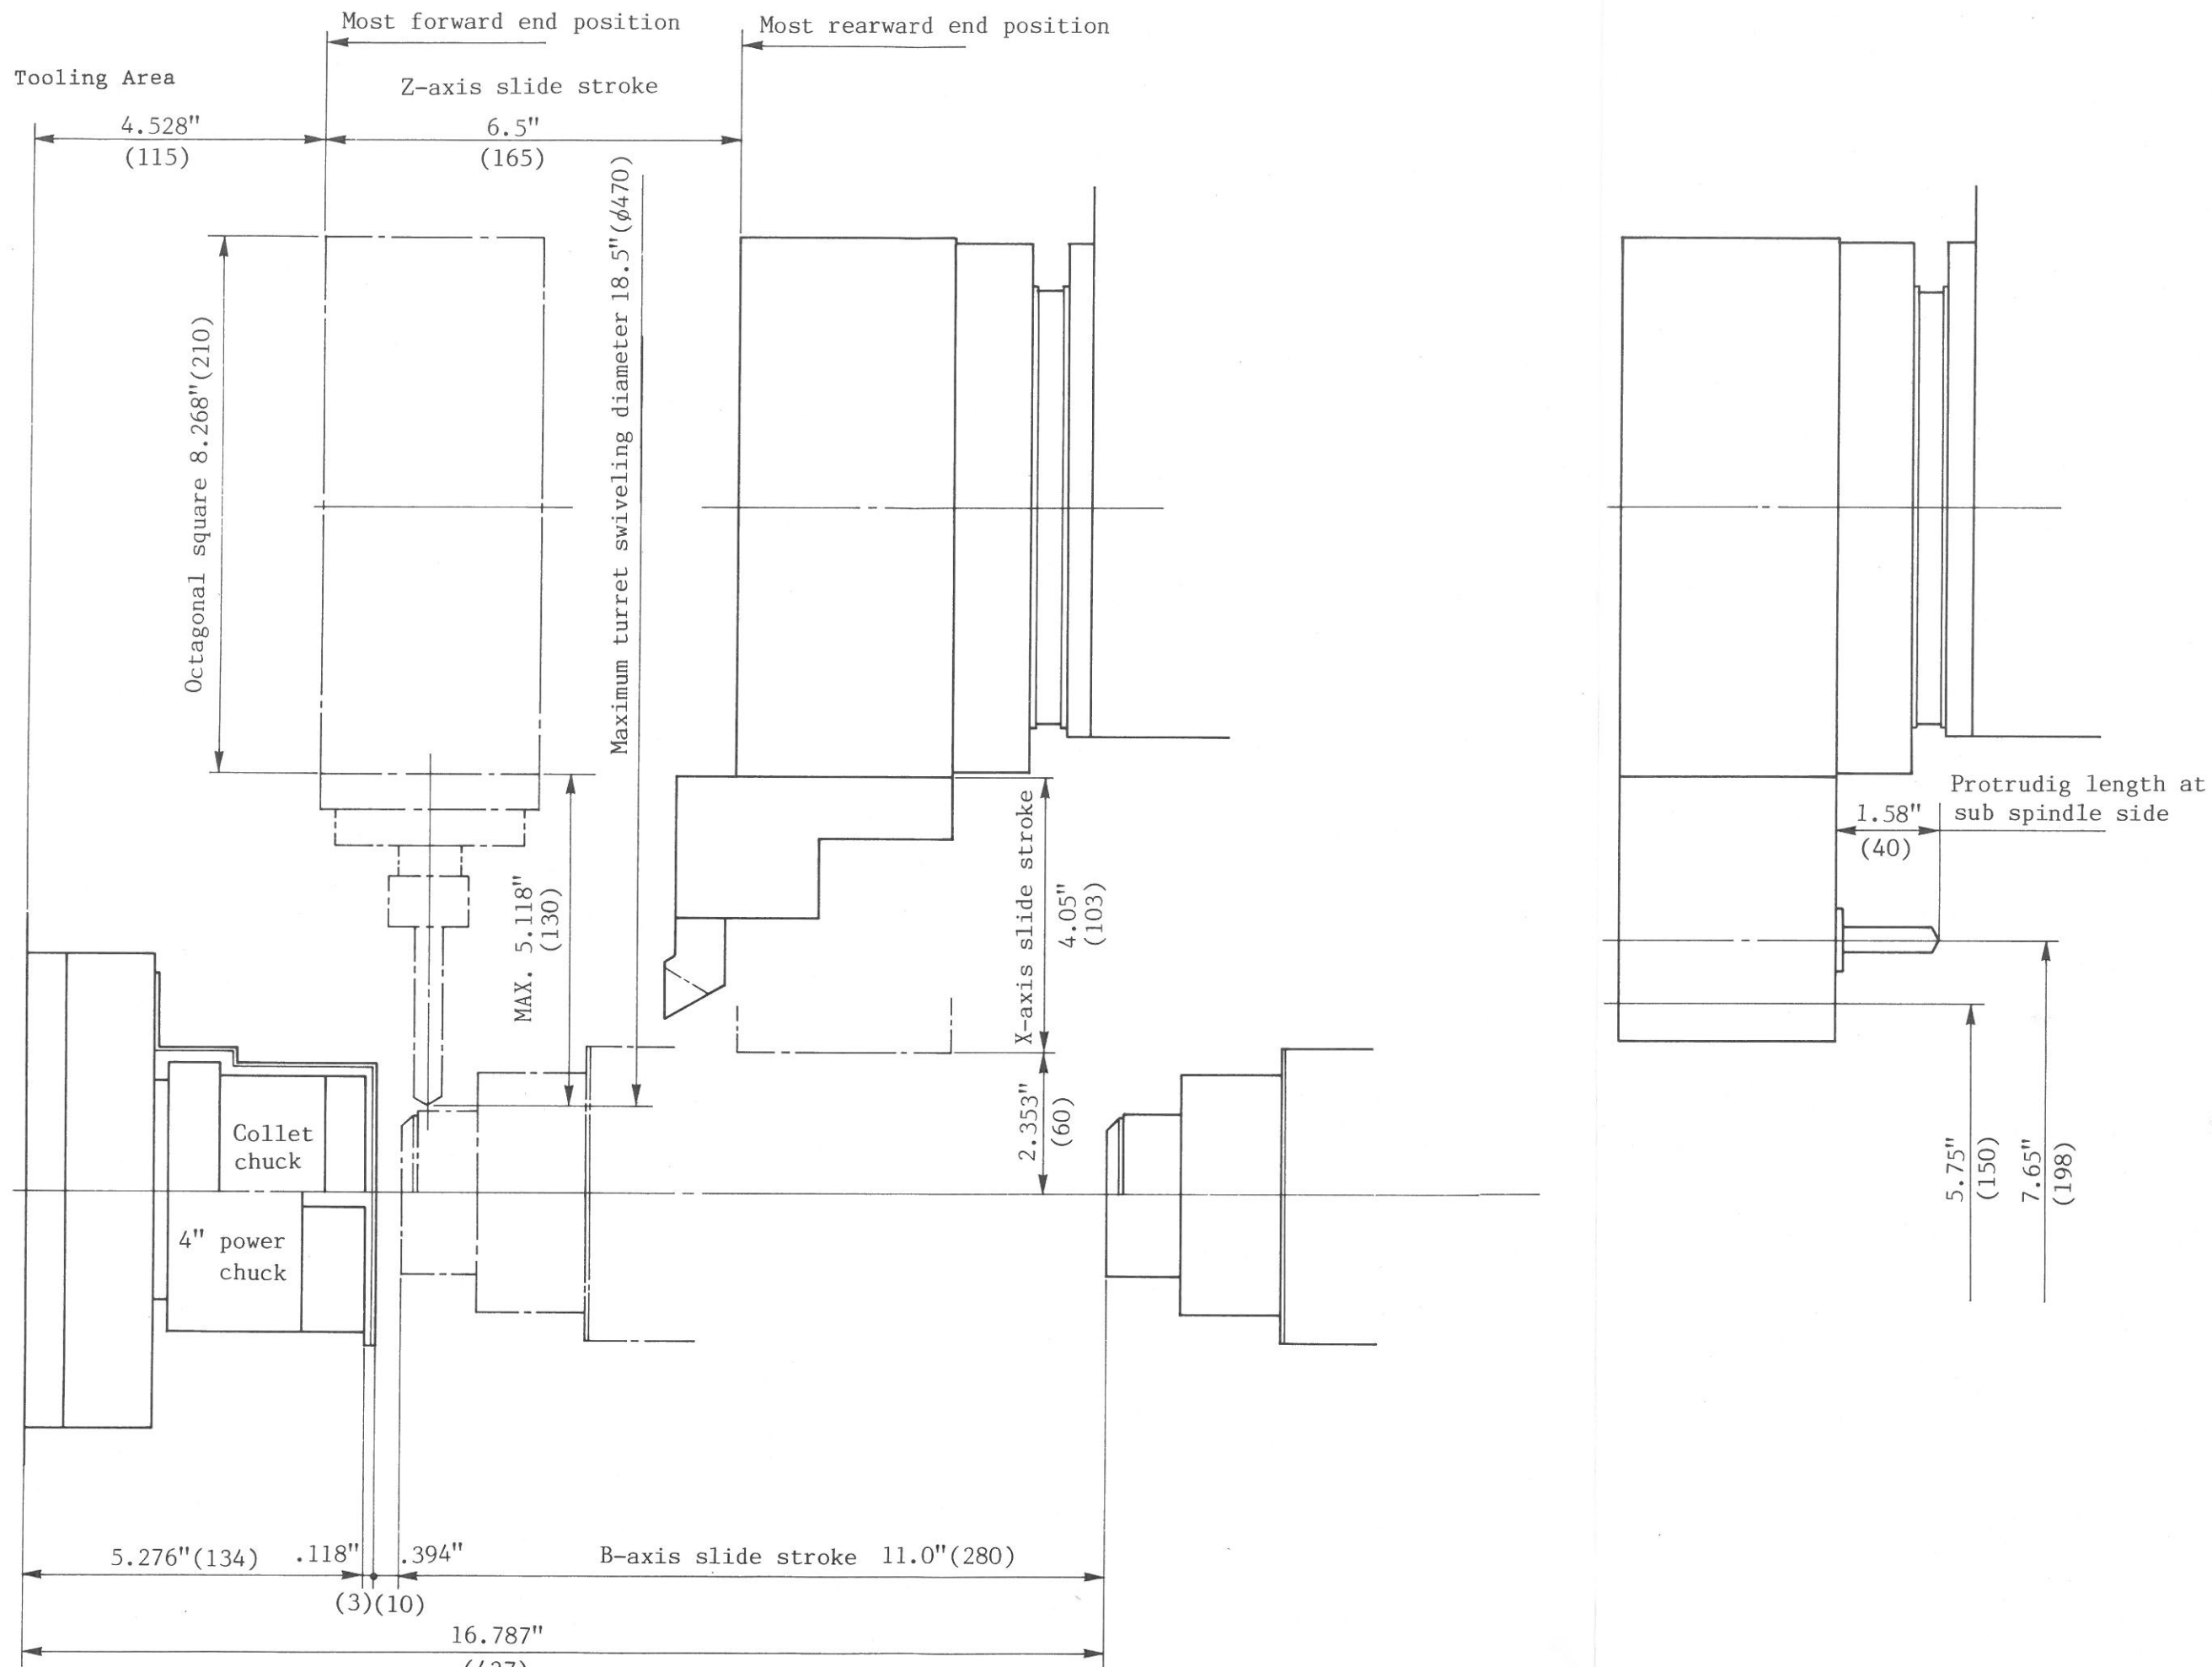 Most forward end position
Most rearward end position
Tooling Area
Z-axis slide stroke
4.528"
(115)
6.5"
(165)
Octagonal square 8.268"(210)
Maximum turret swiveling diameter 18.5"(ϕ470)
MAX. 5.118"
(130)
X-axis slide stroke
4.05"
(103)
2.353"
(60)
Protrudig length at
sub spindle side
1.58"
(40)
5.75"
(150)
7.65"
(198)
Collet
chuck
4" power
chuck
5.276"(134)
.118"
.394"
(3)(10)
B-axis slide stroke 11.0"(280)
16.787"
(427)